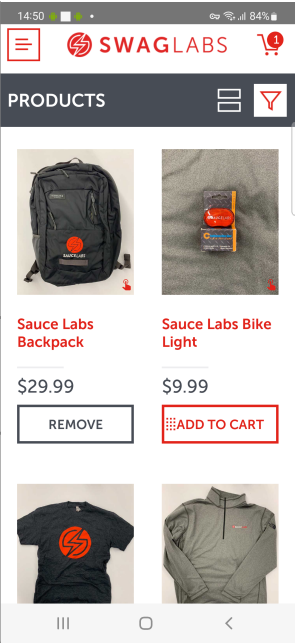 14:50
84%
SWAGLABS
1
PRODUCTS
SAUCELABS
Sauce Labs
Backpack
Sauce Labs Bike
Light
$29.99
$9.99
REMOVE
ADD TO CART